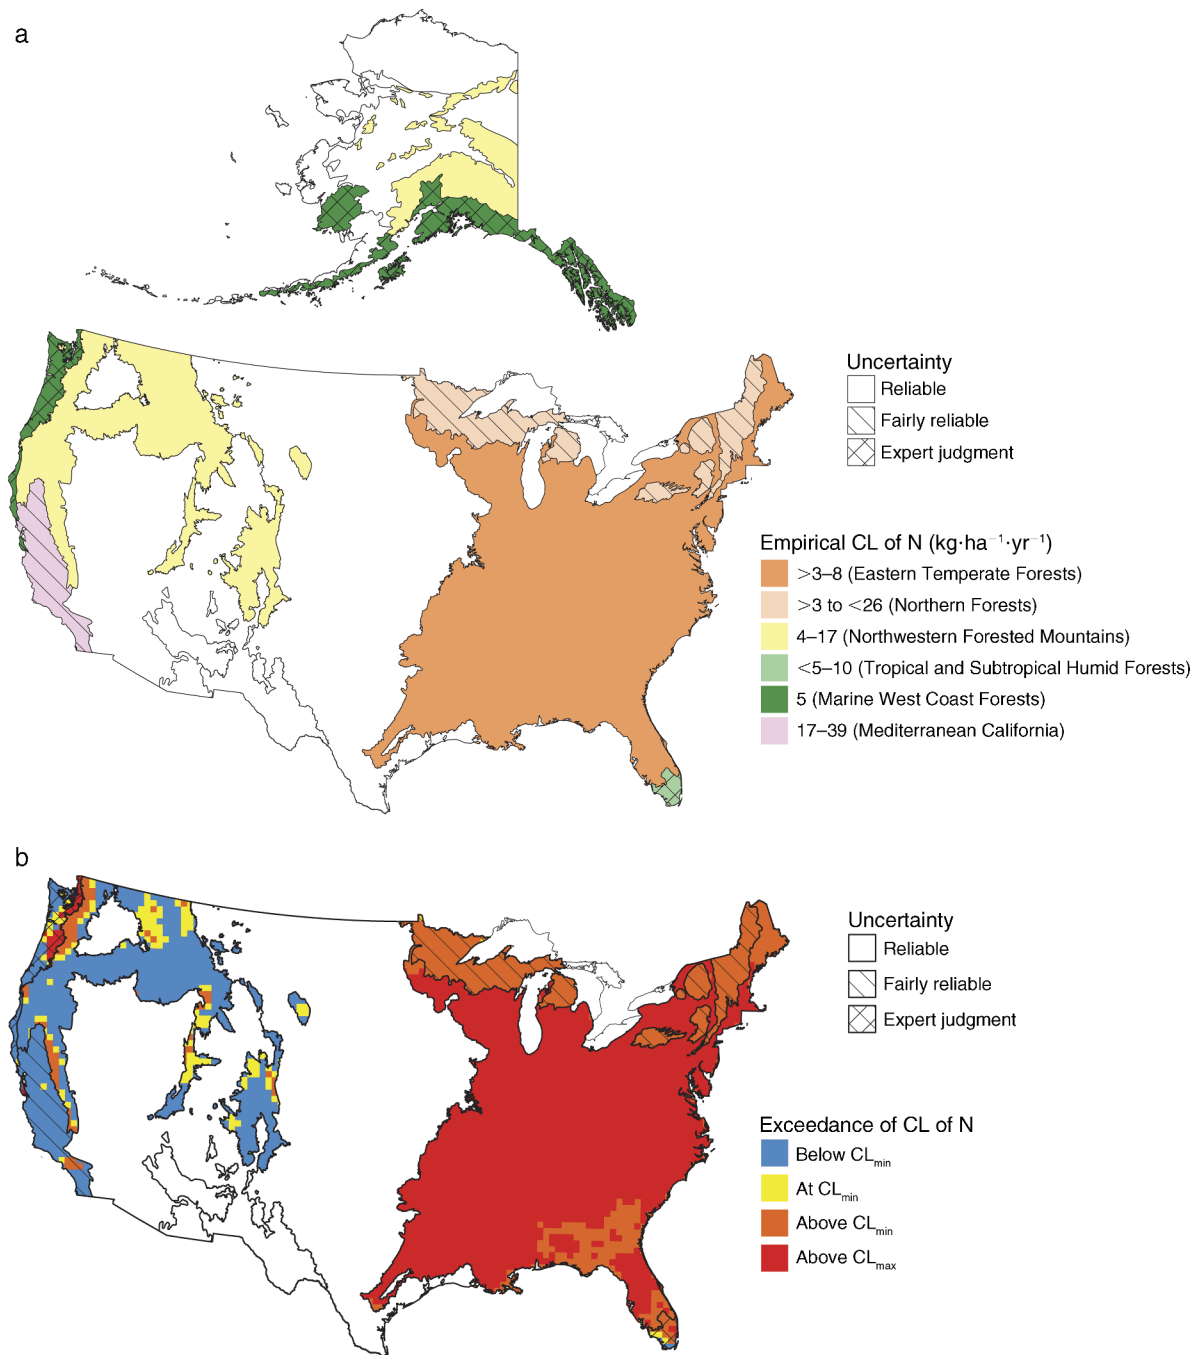 a
Uncertainty
Reliable
Fairly reliable
Expert judgment
Empirical CL of N (kg·ha⁻¹·yr⁻¹)
>3–8 (Eastern Temperate Forests)
>3 to <26 (Northern Forests)
4–17 (Northwestern Forested Mountains)
<5–10 (Tropical and Subtropical Humid Forests)
5 (Marine West Coast Forests)
17–39 (Mediterranean California)
b
Uncertainty
Reliable
Fairly reliable
Expert judgment
Exceedance of CL of N
Below CLmin
At CLmin
Above CLmin
Above CLmax